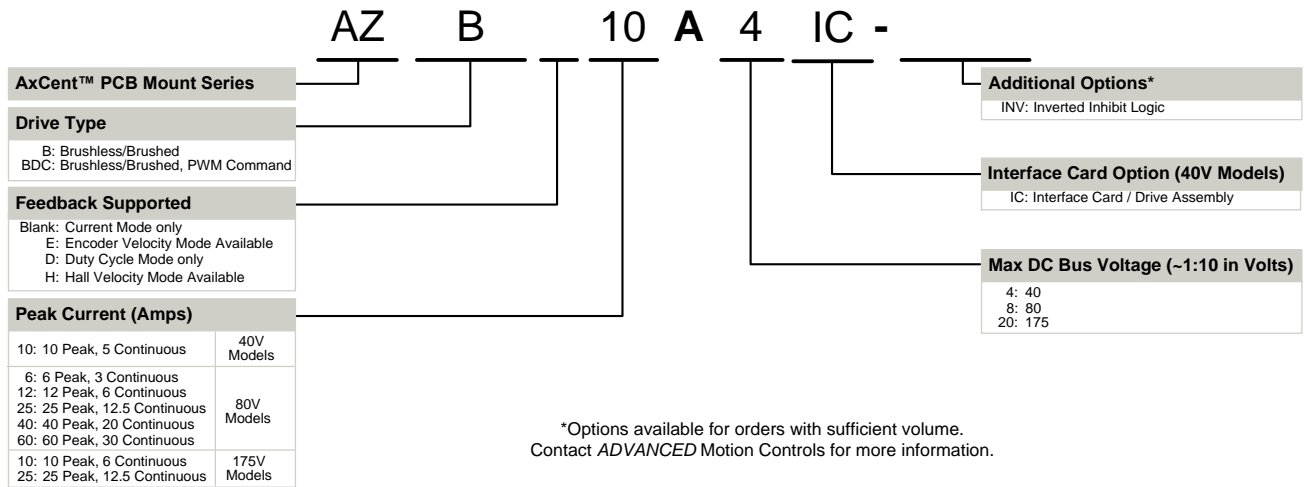 AZ B 10 A 4 IC -
AxCent™ PCB Mount Series
Drive Type
B: Brushless/Brushed
BDC: Brushless/Brushed, PWM Command
Feedback Supported
Blank: Current Mode only
E: Encoder Velocity Mode Available
D: Duty Cycle Mode only
H: Hall Velocity Mode Available
Peak Current (Amps)
10: 10 Peak, 5 Continuous
40V
Models
6: 6 Peak, 3 Continuous
12: 12 Peak, 6 Continuous
25: 25 Peak, 12.5 Continuous
40: 40 Peak, 20 Continuous
60: 60 Peak, 30 Continuous
80V
Models
10: 10 Peak, 6 Continuous
25: 25 Peak, 12.5 Continuous
175V
Models
Additional Options*
INV: Inverted Inhibit Logic
Interface Card Option (40V Models)
IC: Interface Card / Drive Assembly
Max DC Bus Voltage (~1:10 in Volts)
4: 40
8: 80
20: 175
*Options available for orders with sufficient volume.
Contact ADVANCED Motion Controls for more information.